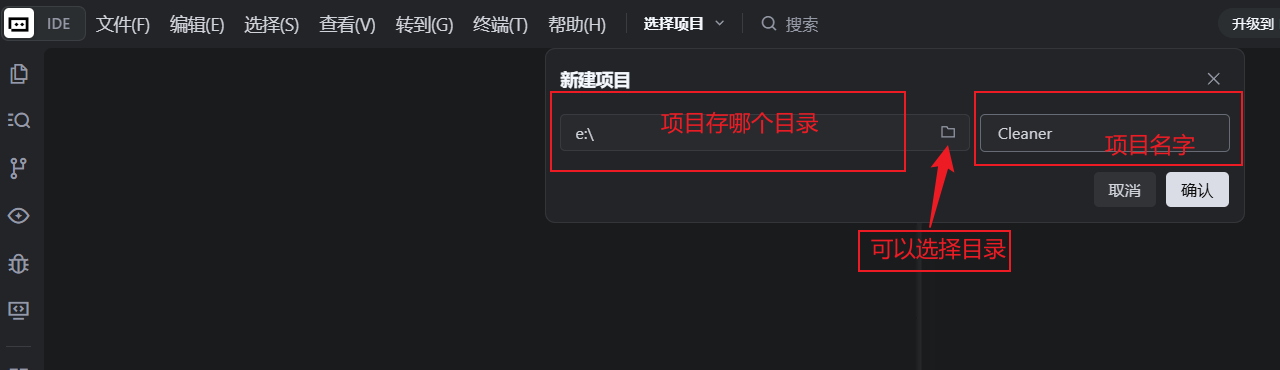 IDE 文件(F) 编辑(E) 选择(S) 查看(V) 转到(G) 终端(T) 帮助(H) 选择项目 搜索 升级到
新建项目
e:\ 项目存哪个目录 Cleaner 项目名字
取消 确认
可以选择目录